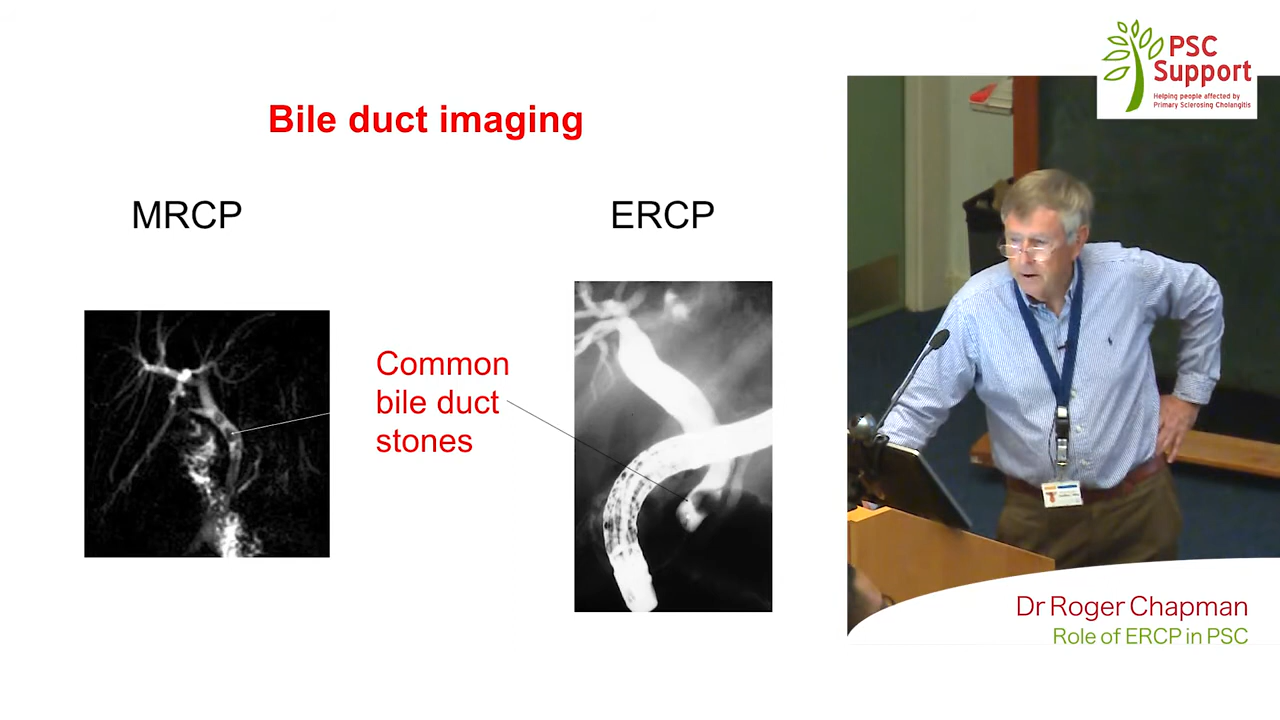 Bile duct imaging
MRCP
ERCP
Common
bile duct
stones
PSC
Support
Helping people affected by
Primary Sclerosing Cholangitis
Dr Roger Chapman
Role of ERCP in PSC